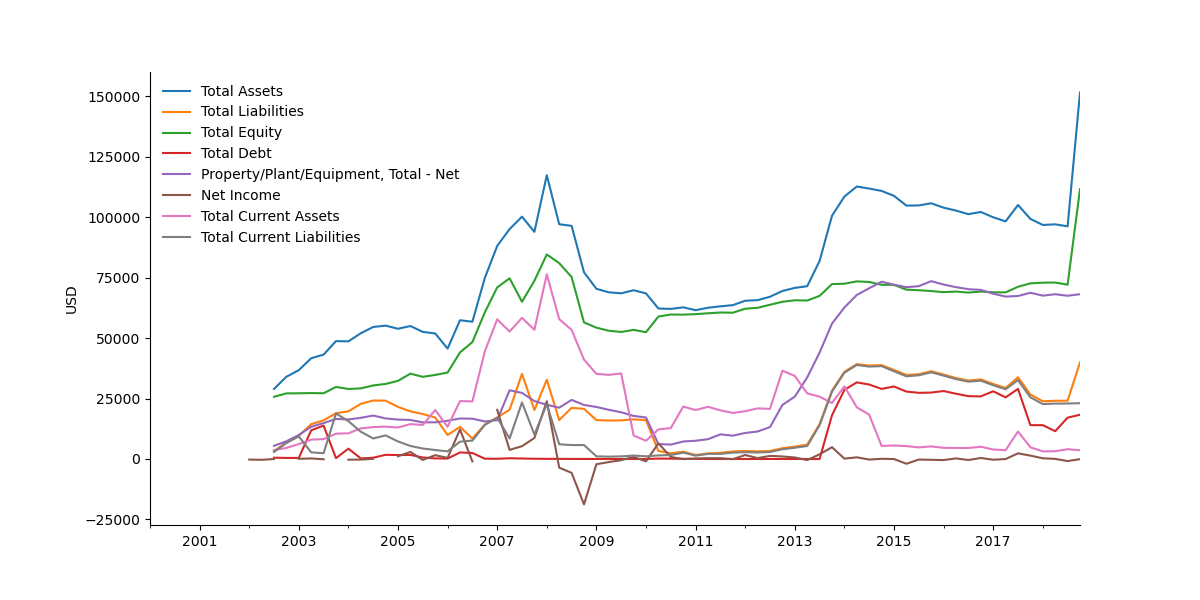 150000
125000
100000
75000
50000
25000
0
−25000
USD
Total Assets
Total Liabilities
Total Equity
Total Debt
Property/Plant/Equipment, Total - Net
Net Income
Total Current Assets
Total Current Liabilities
2001 2003 2005 2007 2009 2011 2013 2015 2017